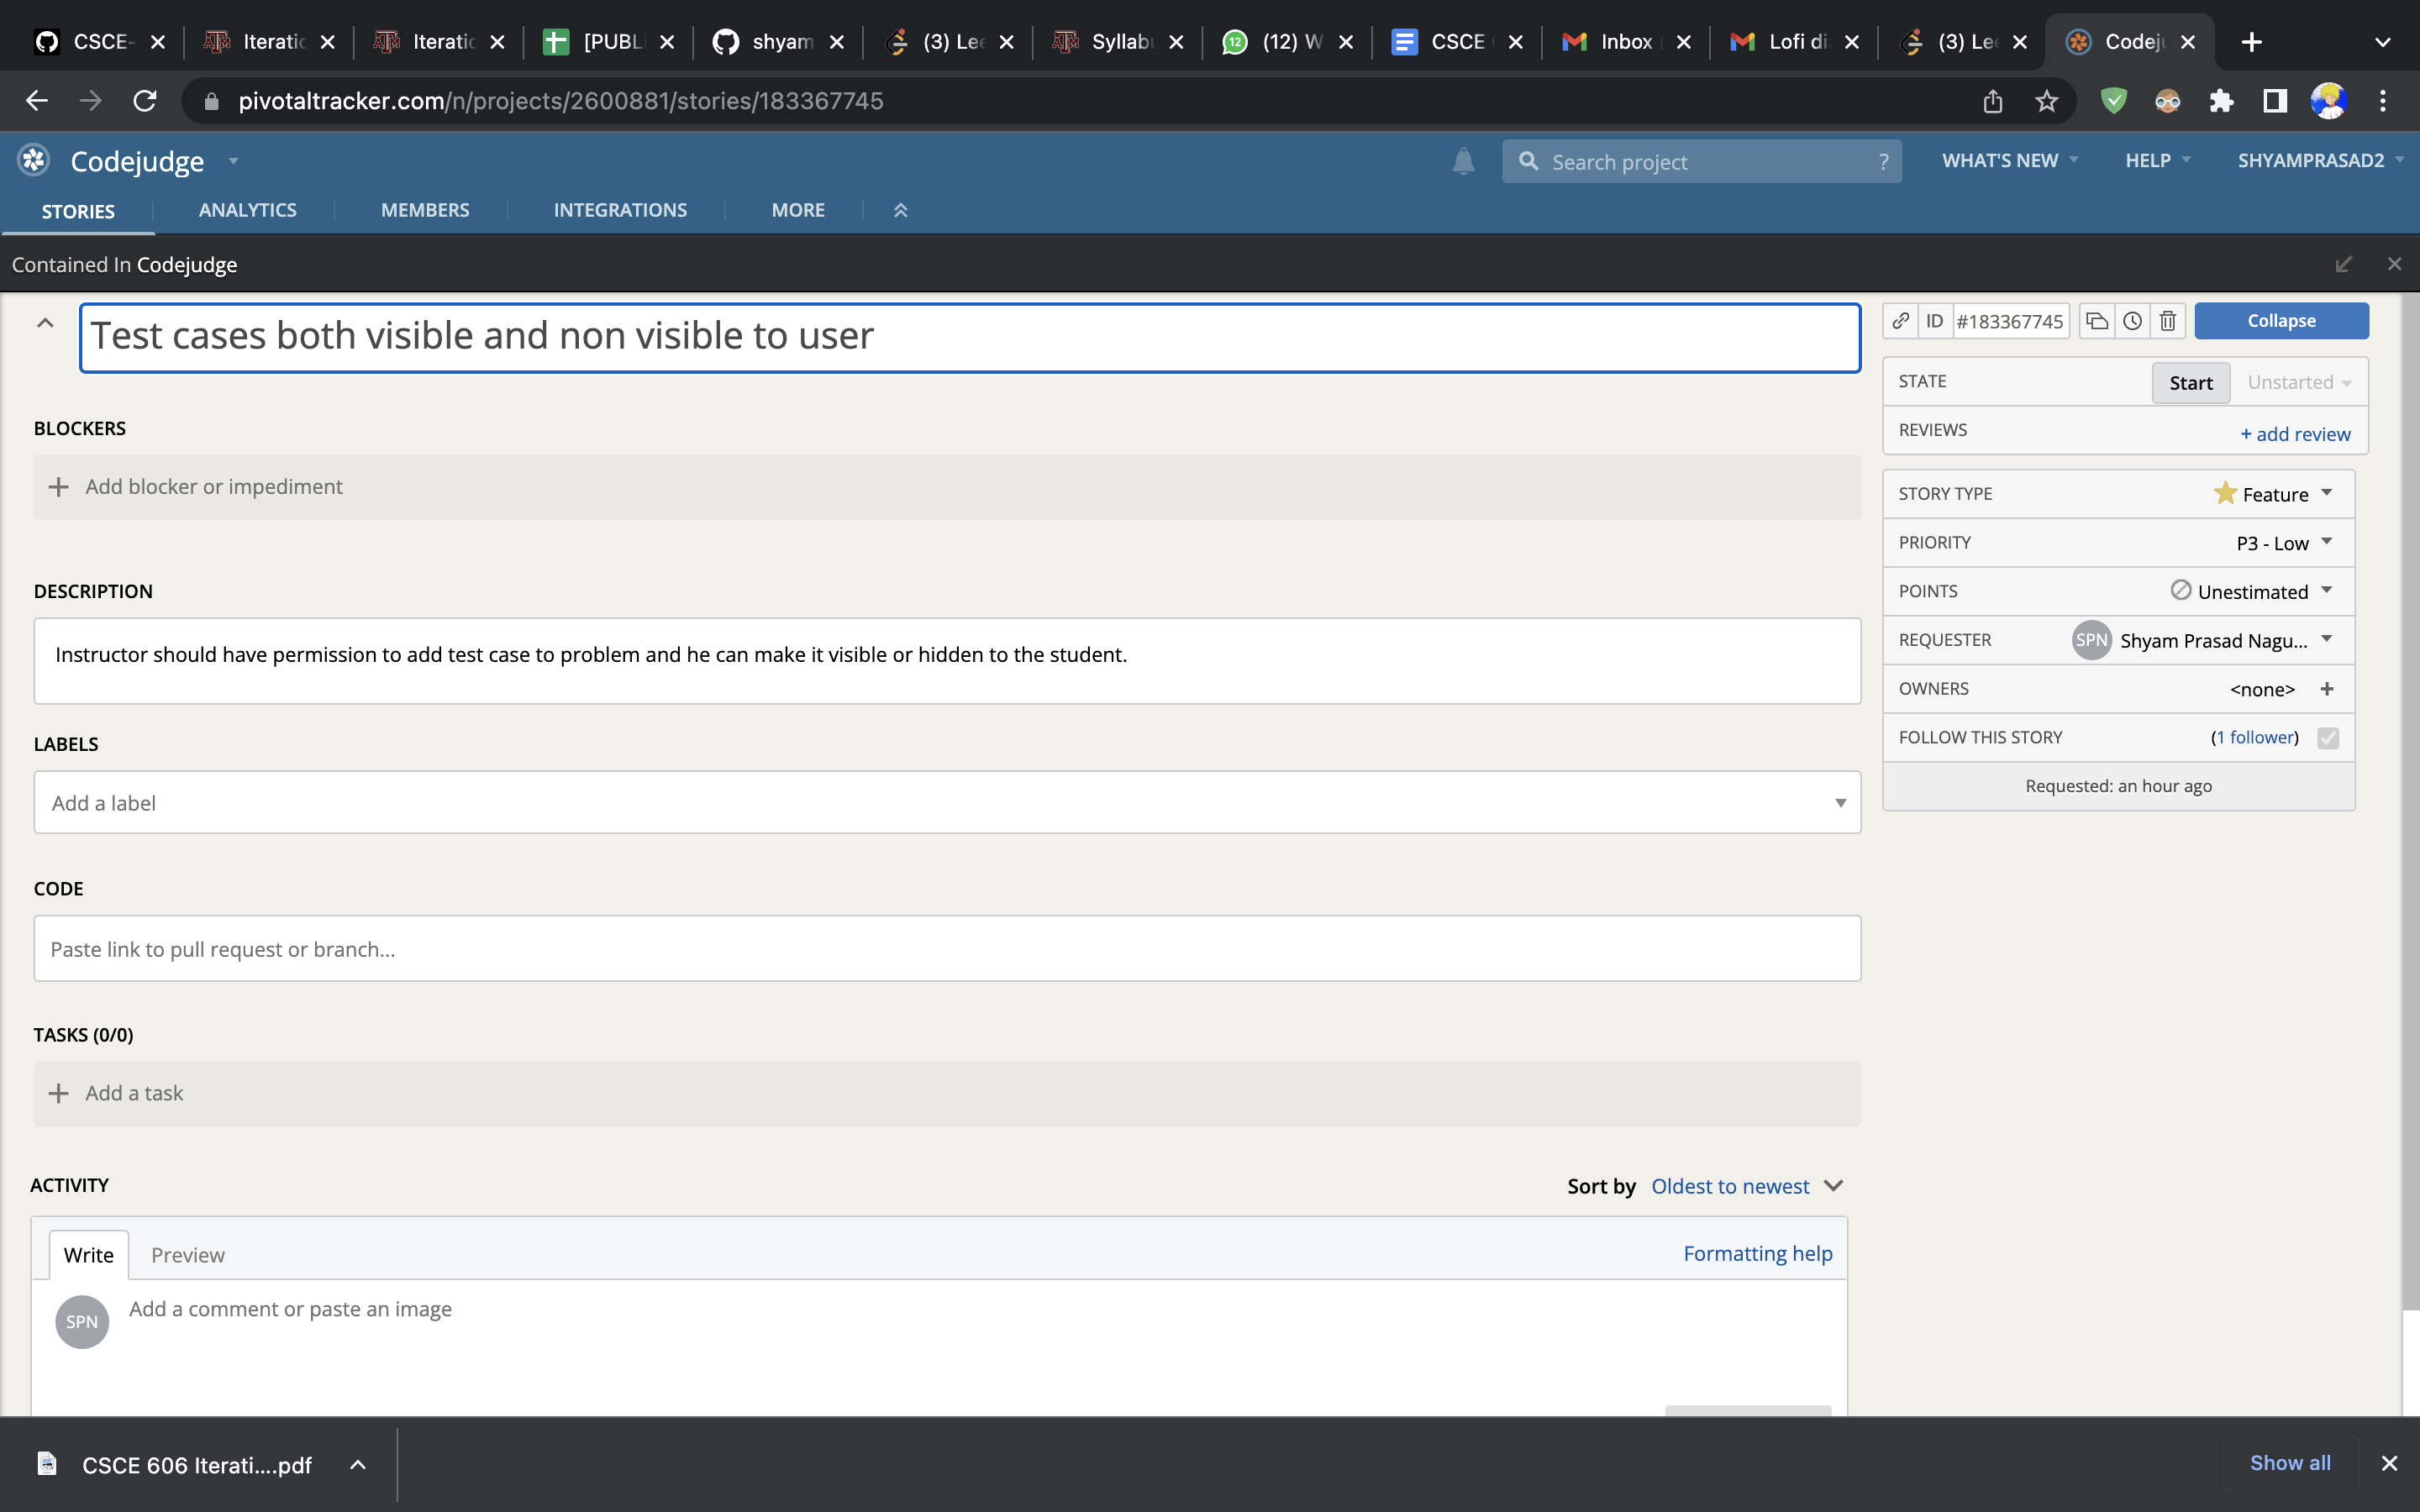 CSCE- Iteratic Iteratic [PUBL shyam (3) Lee Syllabu (12) W CSCE Inbox Lofi di (3) Lee Codeju
pivotaltracker.com/n/projects/2600881/stories/183367745
Codejudge Search project ? WHAT'S NEW HELP SHYAMPRASAD2
STORIES ANALYTICS MEMBERS INTEGRATIONS MORE
Contained In Codejudge
Test cases both visible and non visible to user
ID #183367745 Collapse
STATE Start Unstarted
REVIEWS + add review
STORY TYPE Feature
PRIORITY P3 - Low
POINTS Unestimated
REQUESTER SPN Shyam Prasad Nagu...
OWNERS <none> +
FOLLOW THIS STORY (1 follower)
Requested: an hour ago
BLOCKERS
+ Add blocker or impediment
DESCRIPTION
Instructor should have permission to add test case to problem and he can make it visible or hidden to the student.
LABELS
Add a label
CODE
Paste link to pull request or branch...
TASKS (0/0)
+ Add a task
ACTIVITY Sort by Oldest to newest
Write Preview Formatting help
SPN Add a comment or paste an image
CSCE 606 Iterati....pdf Show all